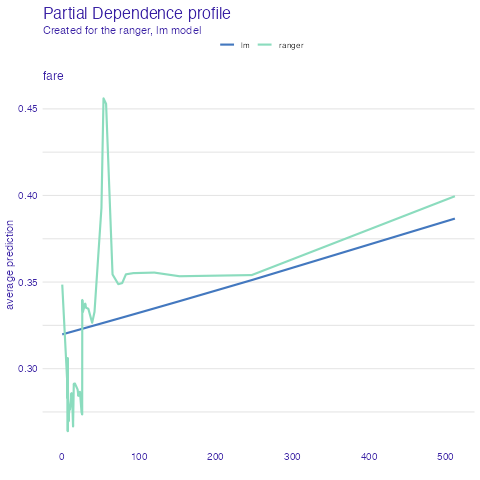 Partial Dependence profile
Created for the ranger, lm model
lm ranger
fare
0.45
0.40
0.35
0.30
average prediction
0 100 200 300 400 500